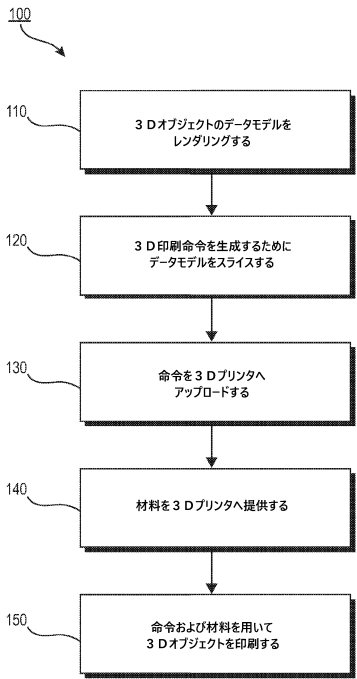 100
110
３Ｄオブジェクトのデータモデルを
レンダリングする
120
３Ｄ印刷命令を生成するために
データモデルをスライスする
130
命令を３Ｄプリンタへ
アップロードする
140
材料を３Ｄプリンタへ提供する
150
命令および材料を用いて
３Ｄオブジェクトを印刷する